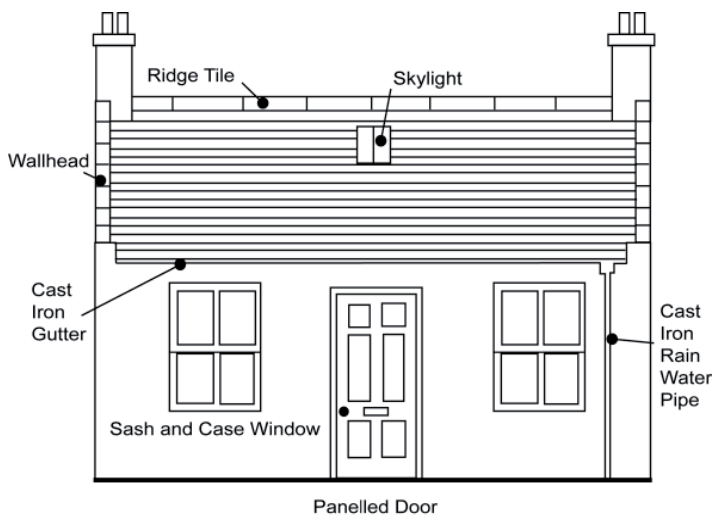 Ridge Tile
Skylight
Wallhead
Cast
Iron
Gutter
Cast
Iron
Rain
Water
Pipe
Sash and Case Window
Panelled Door